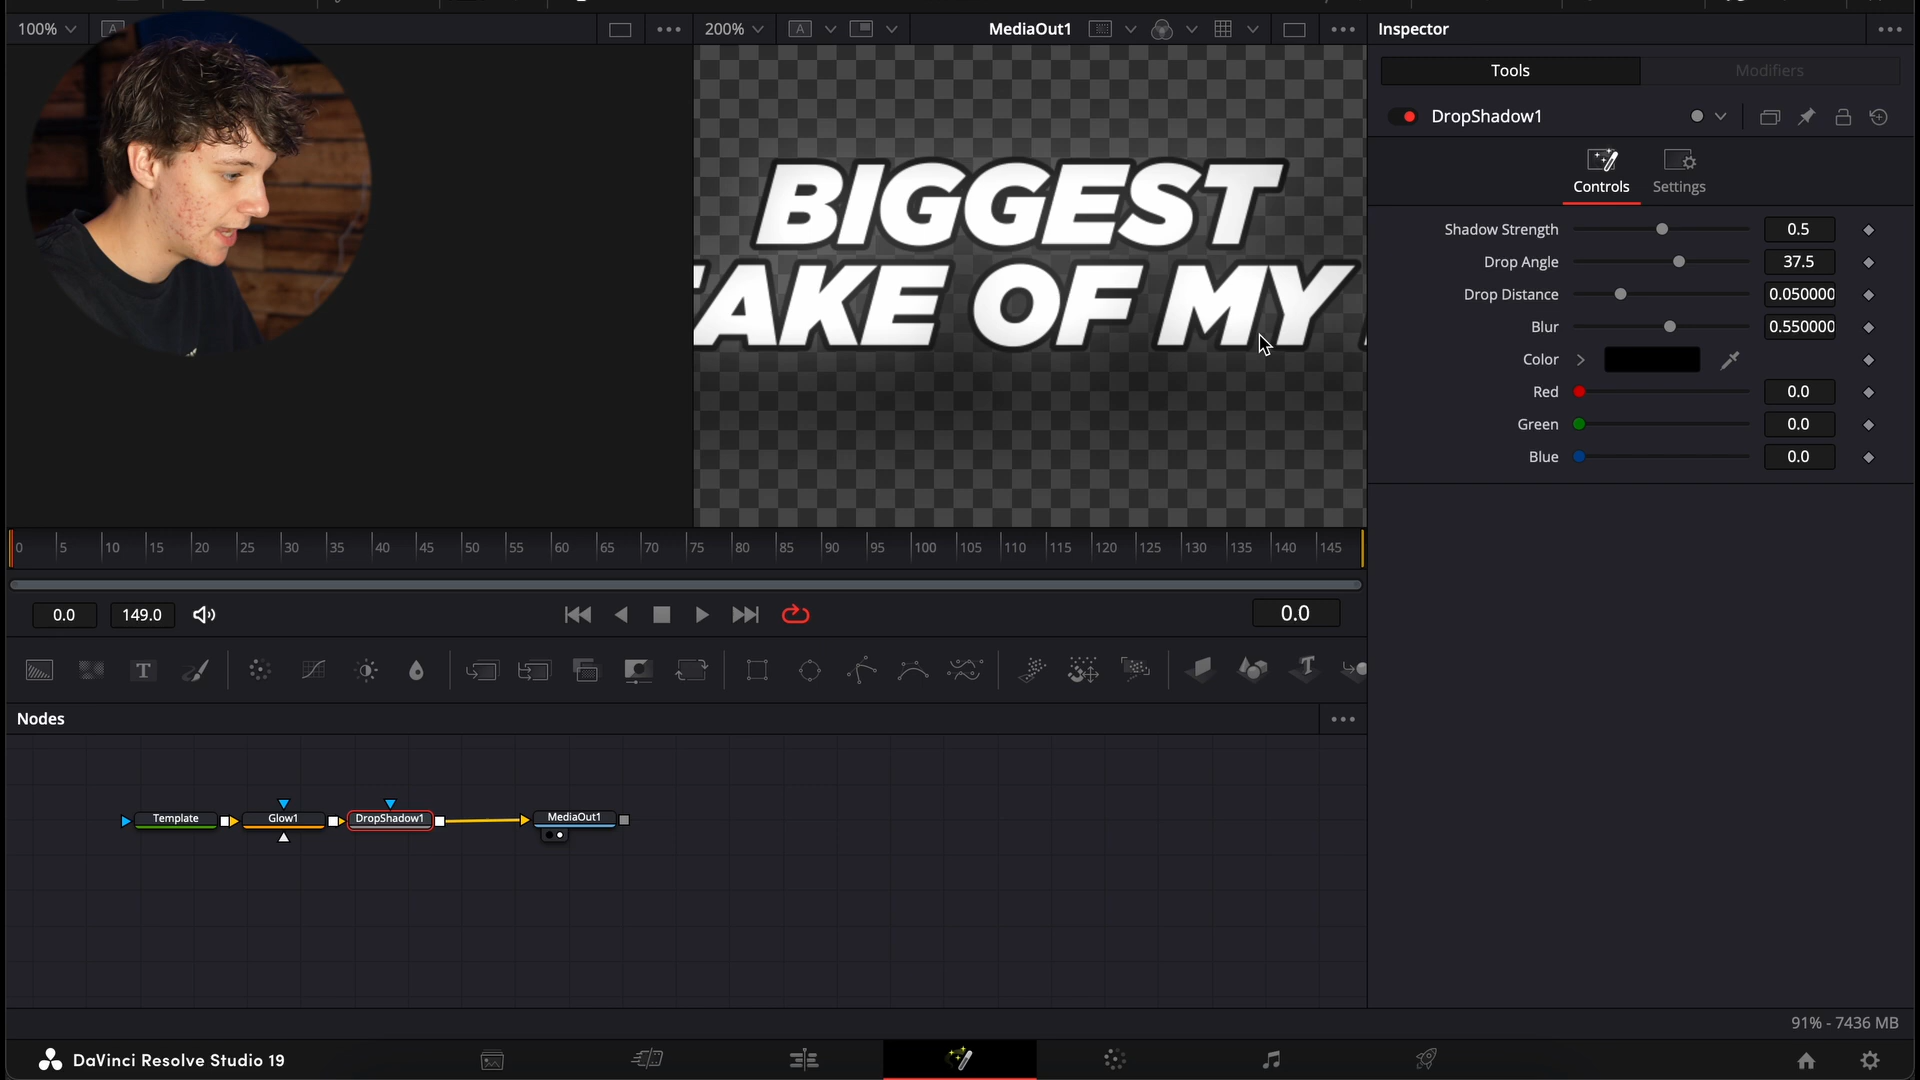 100%
A
200%
A
MediaOut1
Inspector
Tools
Modifiers
DropShadow1
Controls
Settings
BIGGEST
TAKE OF MY
Shadow Strength
0.5
Drop Angle
37.5
Drop Distance
0.050000
Blur
0.550000
Color
Red
0.0
Green
0.0
Blue
0.0
0 5 10 15 20 25 30 35 40 45 50 55 60 65 70 75 80 85 90 95 100 105 110 115 120 125 130 135 140 145
0.0
149.0
0.0
T
T
Nodes
Template
Glow1
DropShadow1
MediaOut1
91% - 7436 MB
DaVinci Resolve Studio 19